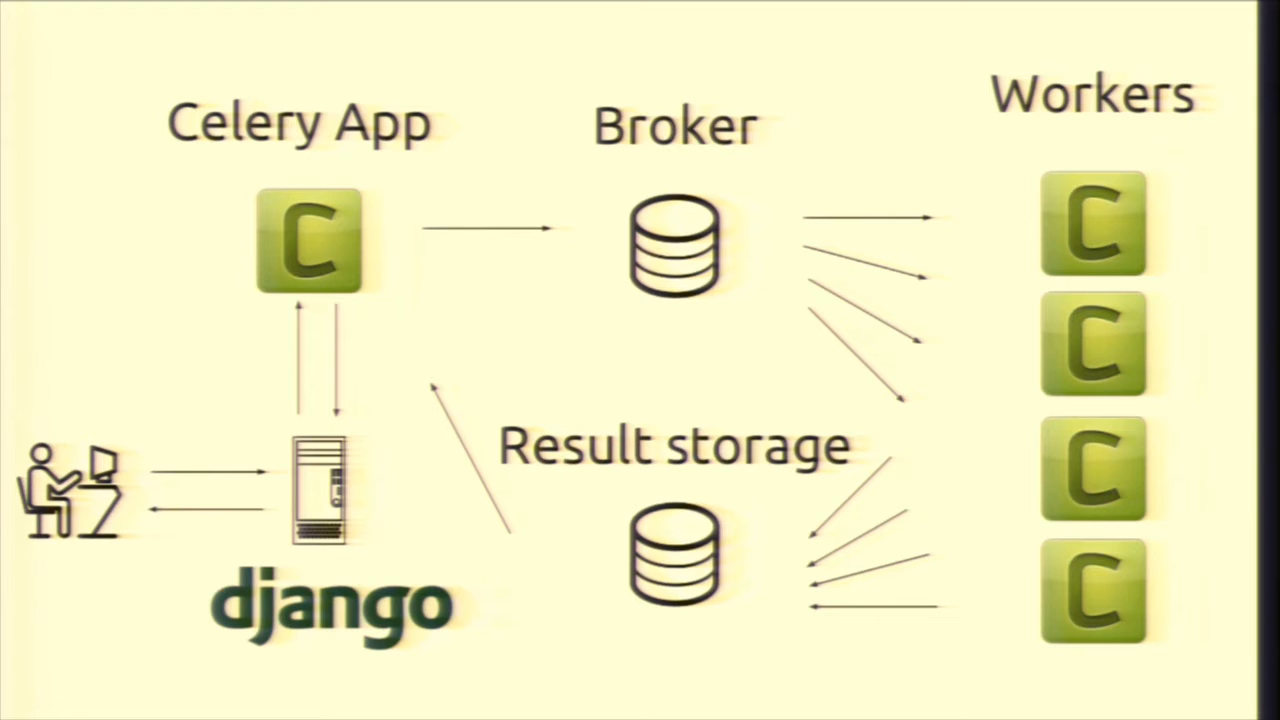 Celery App
Broker
Workers
C
C
C
Result storage
C
C
django